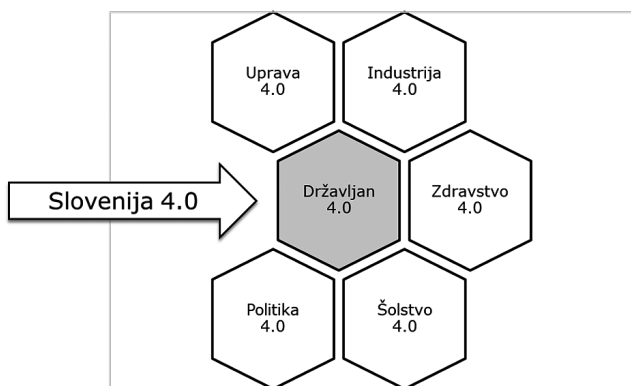 Uprava
4.0
Industrija
4.0
Slovenija 4.0
Državljan
4.0
Zdravstvo
4.0
Politika
4.0
Šolstvo
4.0